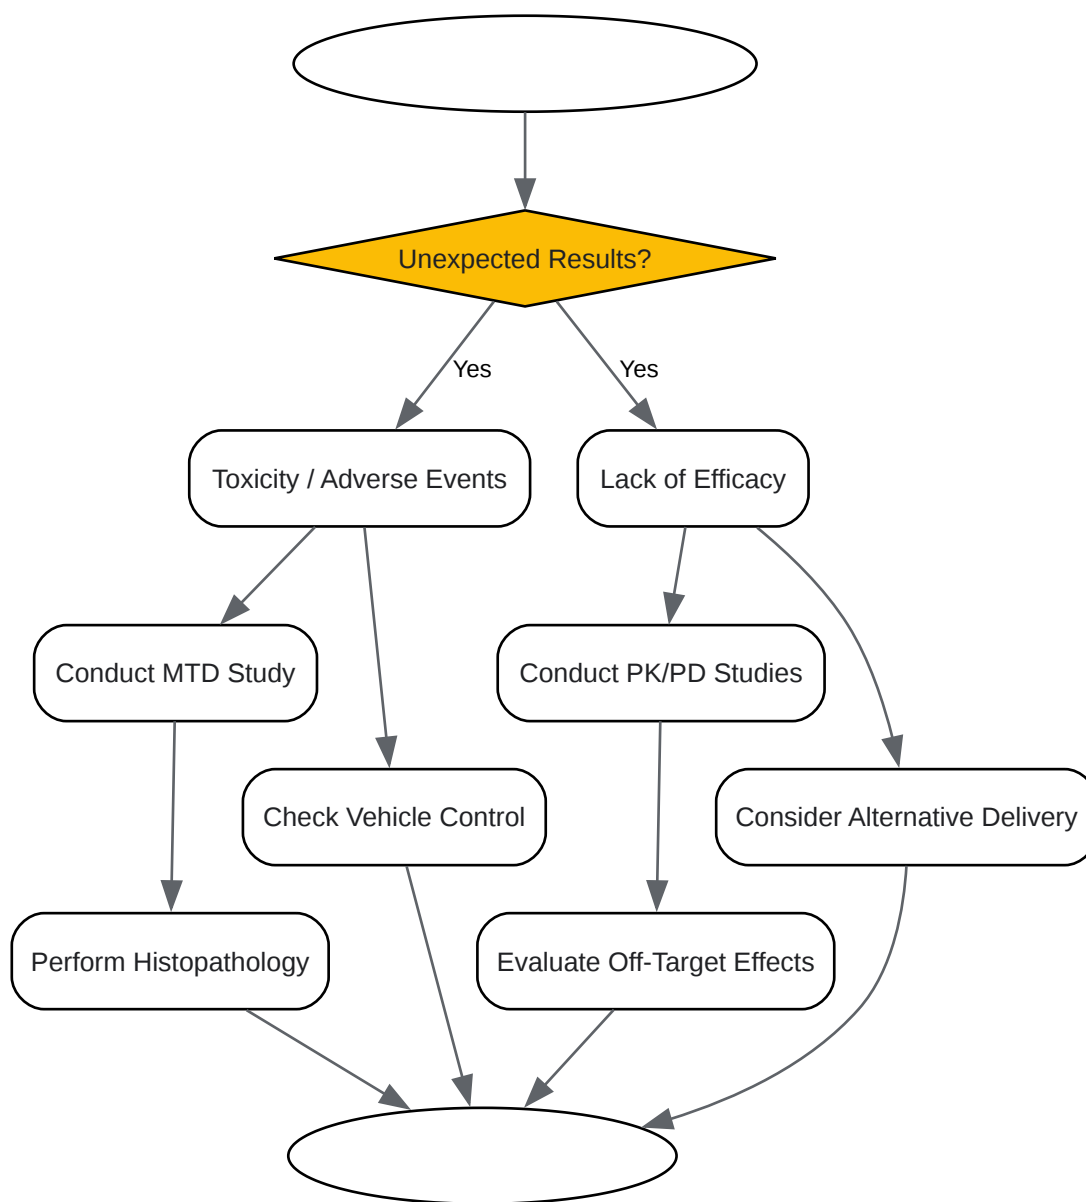 Unexpected Results?
Yes
Yes
Toxicity / Adverse Events
Lack of Efficacy
Conduct MTD Study
Conduct PK/PD Studies
Check Vehicle Control
Consider Alternative Delivery
Perform Histopathology
Evaluate Off-Target Effects